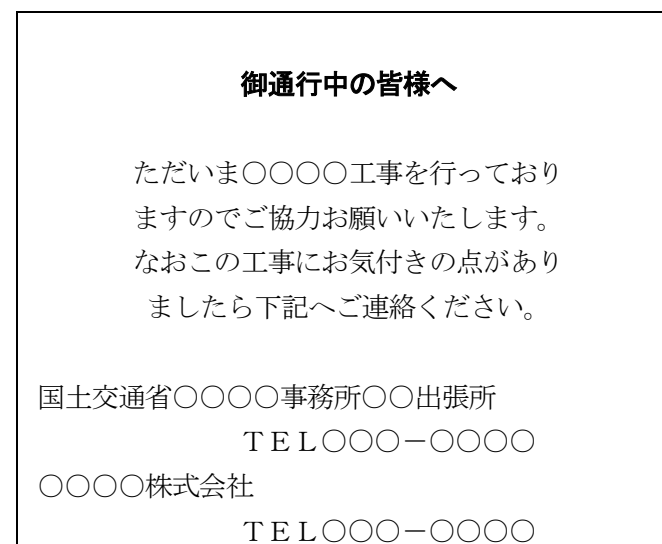 御通行中の皆様へ
ただいま○○○○工事を行っており
ますのでご協力お願いいたします。
なおこの工事にお気付きの点があり
ましたら下記へご連絡ください。
国土交通省○○○○事務所○○出張所
ＴＥＬ○○○－○○○○
○○○○株式会社
ＴＥＬ○○○－○○○○